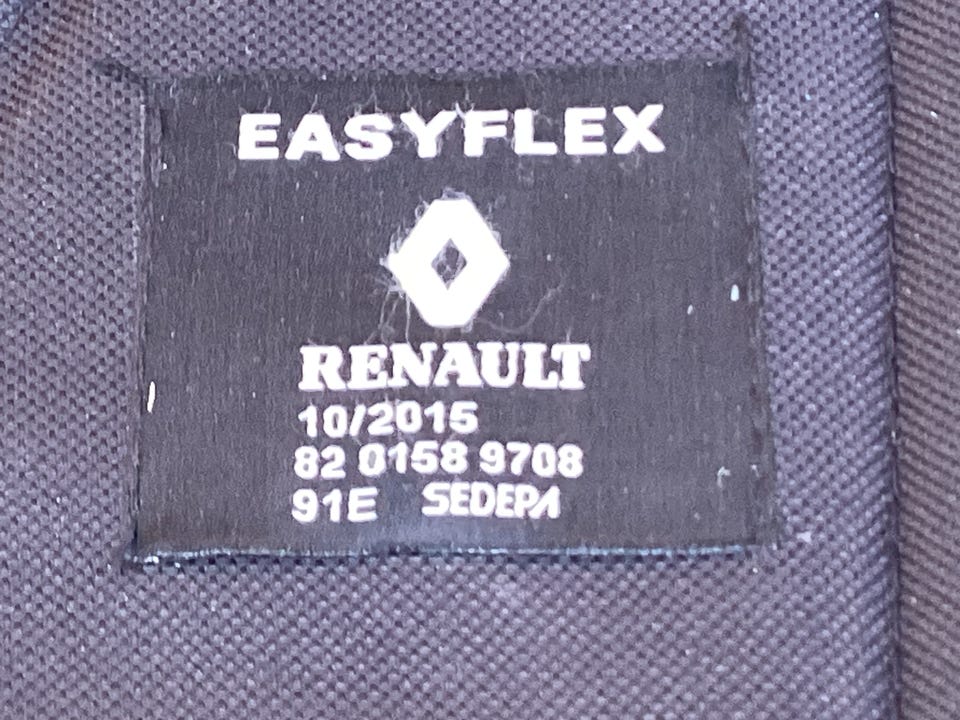 EASYFLEX
RENAULT
10/2015
82 0158 9708
91E SEDEPA